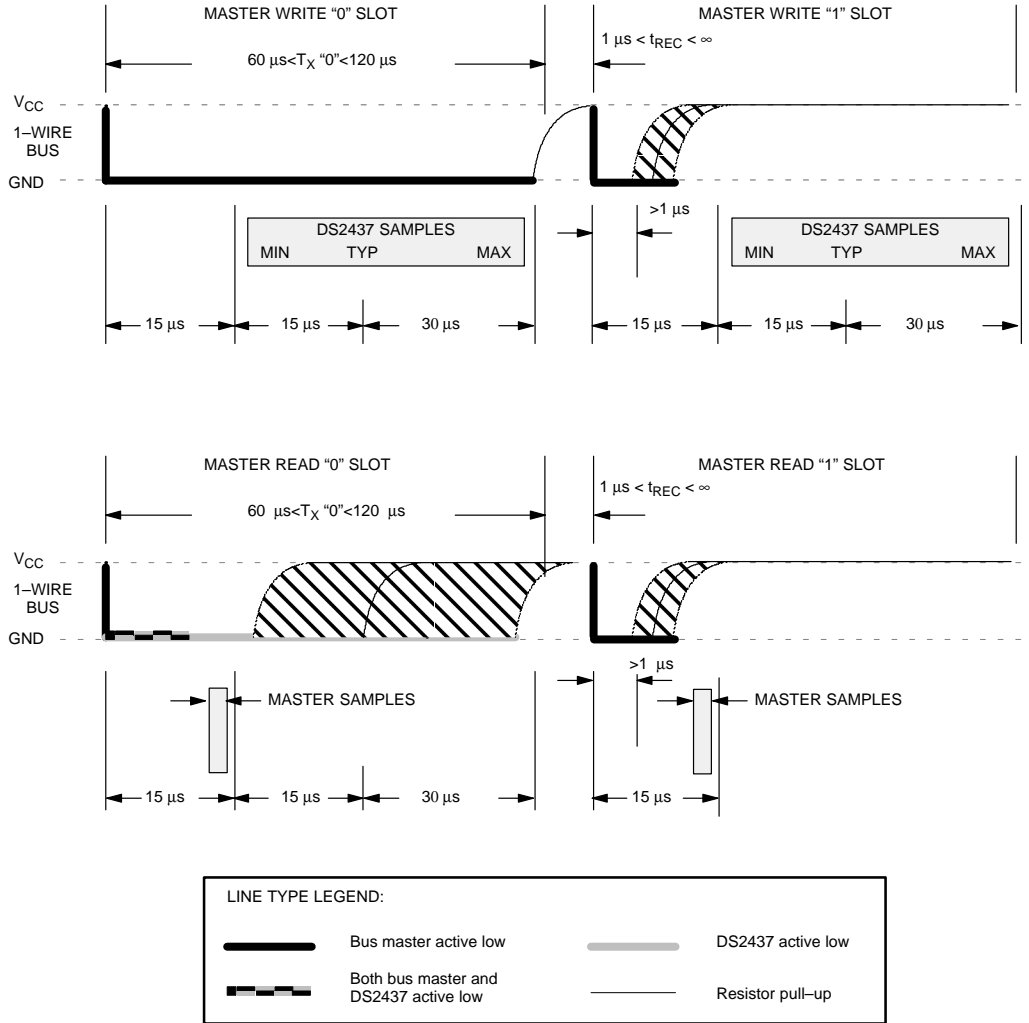 MASTER WRITE “0” SLOT
MASTER WRITE “1” SLOT
60 μs<TX “0”<120 μs
1 μs < tREC < ∞
VCC
1–WIRE
BUS
GND
>1 μs
DS2437 SAMPLES
MIN TYP MAX
DS2437 SAMPLES
MIN TYP MAX
15 μs
15 μs
30 μs
15 μs
15 μs
30 μs
MASTER READ “0” SLOT
MASTER READ “1” SLOT
60 μs<TX “0”<120 μs
1 μs < tREC < ∞
VCC
1–WIRE
BUS
GND
>1 μs
MASTER SAMPLES
MASTER SAMPLES
15 μs
15 μs
30 μs
15 μs
LINE TYPE LEGEND:
Bus master active low
DS2437 active low
Both bus master and
DS2437 active low
Resistor pull–up